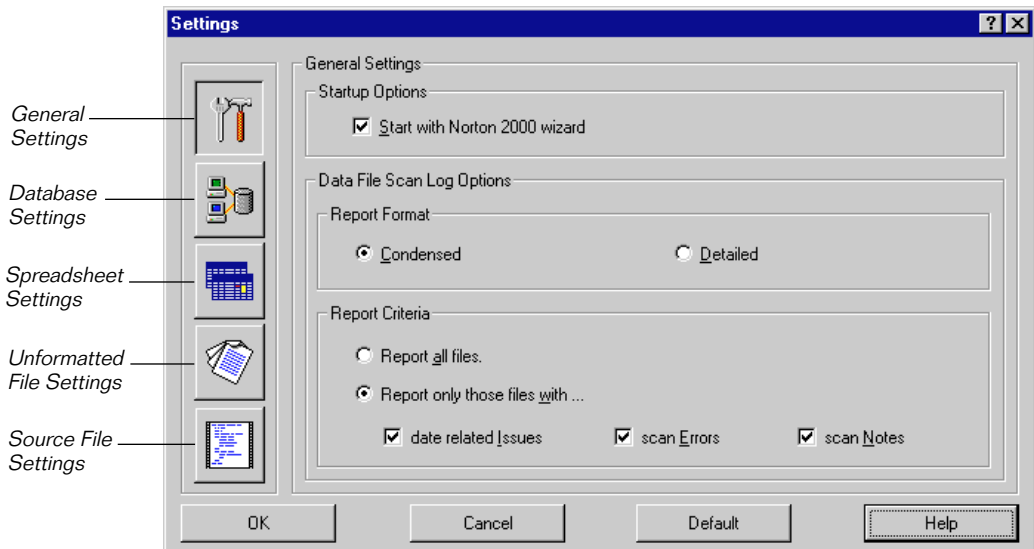 Settings
General Settings
Startup Options
Start with Norton 2000 wizard
Data File Scan Log Options
Report Format
Condensed
Detailed
Report Criteria
Report all files.
Report only those files with ...
date related Issues
scan Errors
scan Notes
OK
Cancel
Default
Help
General
Settings
Database
Settings
Spreadsheet
Settings
Unformatted
File Settings
Source File
Settings